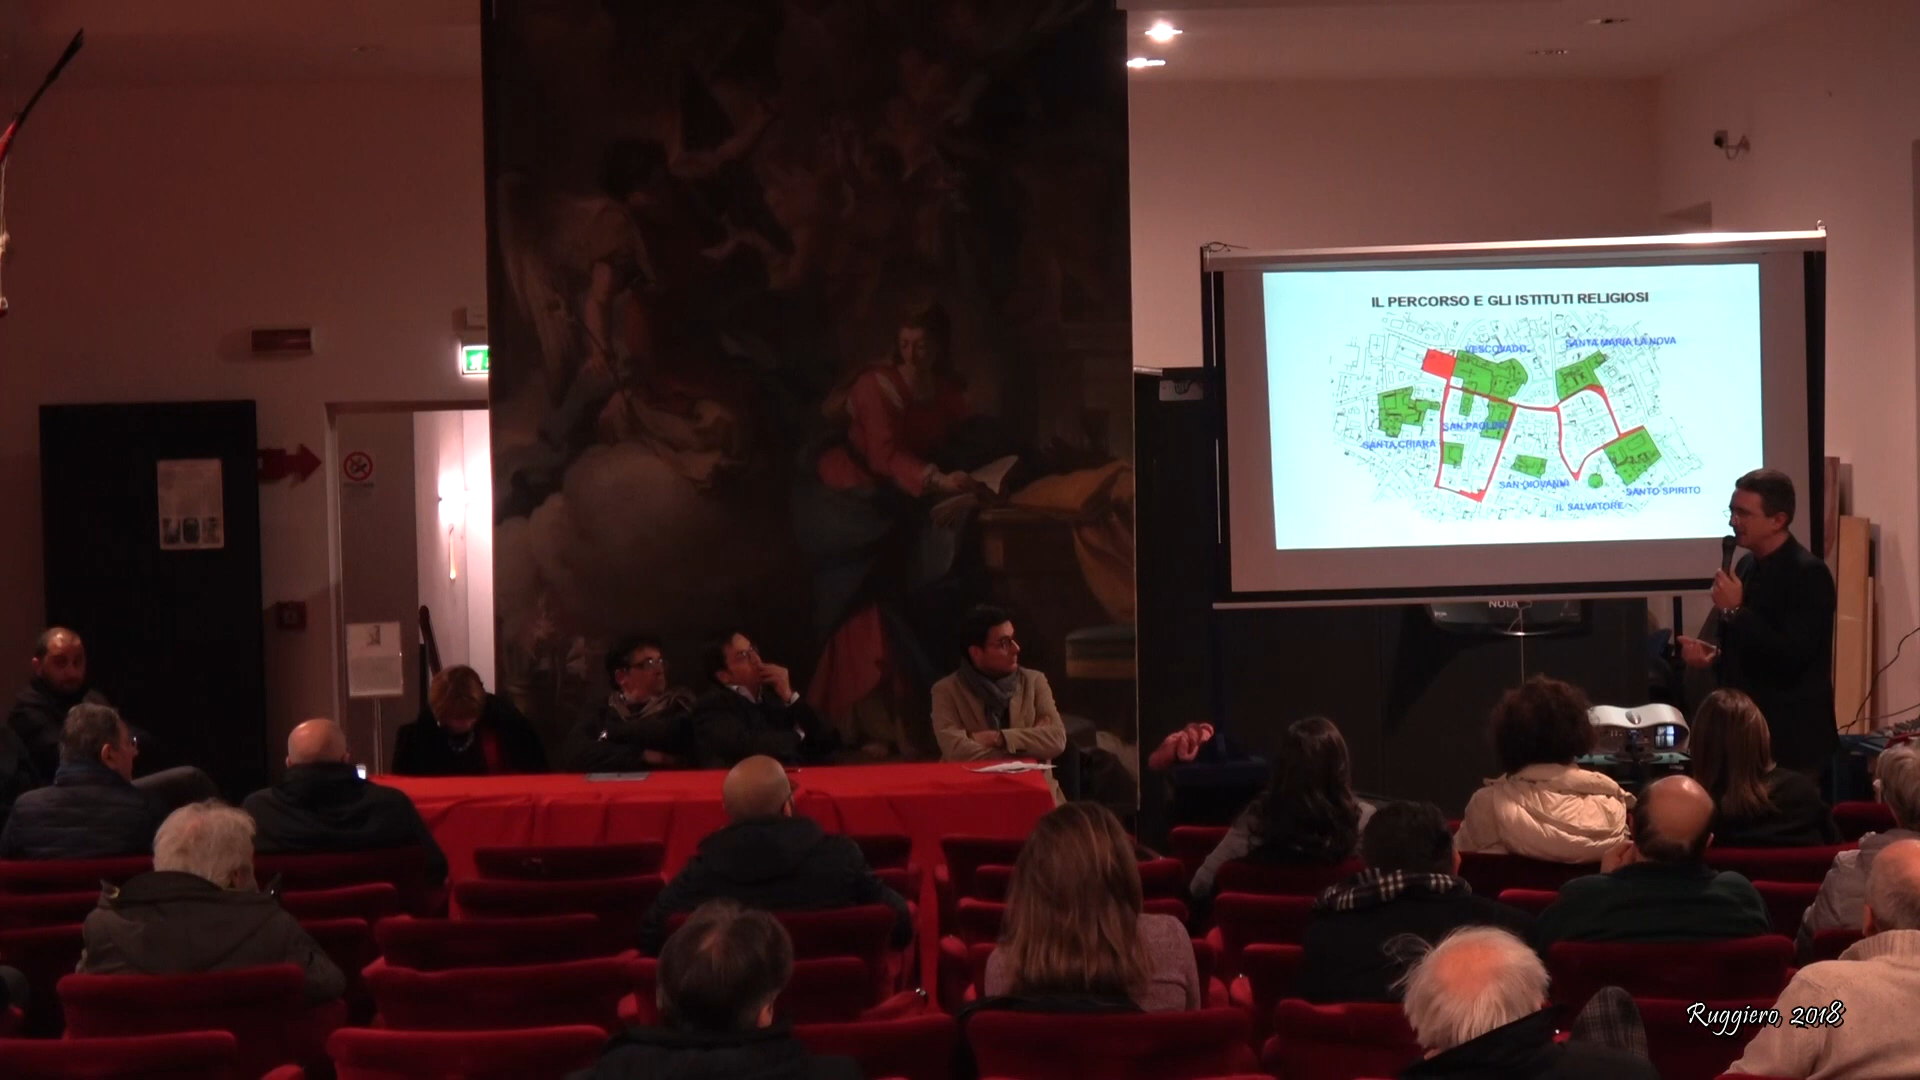 IL PERCORSO E GLI ISTITUTI RELIGIOSI
VESCOVADO
SANTA MARIA LA NOVA
SAN PAOLINO
SANTA CHIARA
SAN GIOVANNI
SANTO SPIRITO
IL SALVATORE
NOLA
Ruggiero, 2018